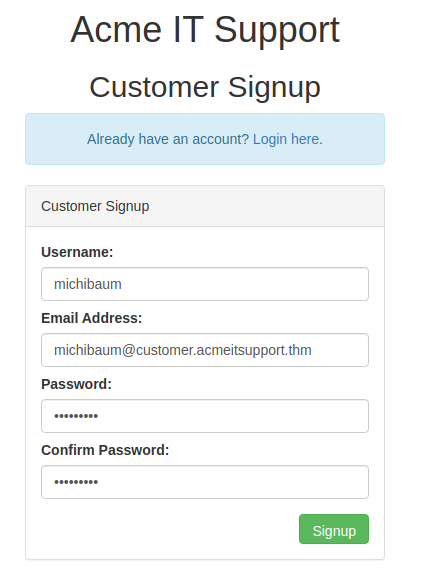 Acme IT Support
Customer Signup
Already have an account? Login here.
Customer Signup
Username:
michibaum
Email Address:
michibaum@customer.acmeitsupport.thm
Password:
•••••••••
Confirm Password:
•••••••••
Signup